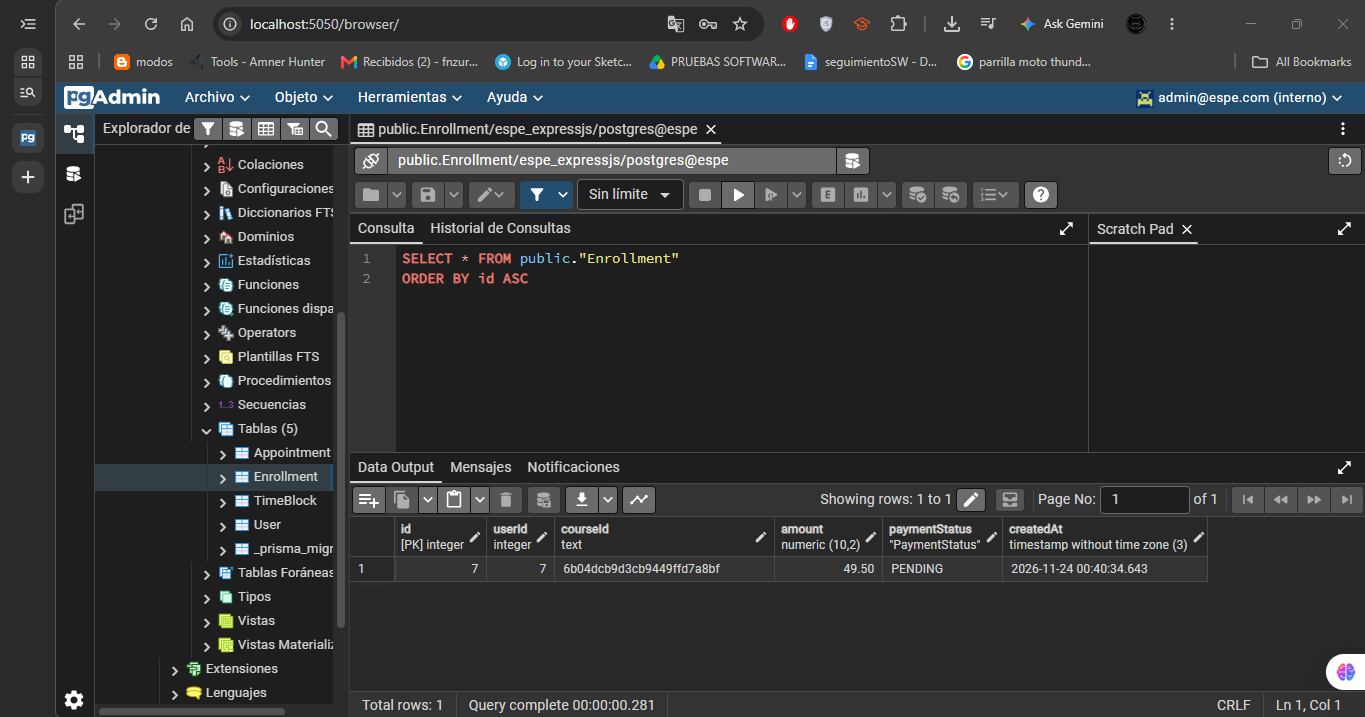 localhost:5050/browser/
Ask Gemini
modos
Tools - Amner Hunter
Recibidos (2) - fnzur...
Log in to your Sketc...
PRUEBAS SOFTWAR...
seguimientoSW - D...
parrilla moto thund...
All Bookmarks
pgAdmin
Archivo
Objeto
Herramientas
Ayuda
admin@espe.com (interno)
pg
Explorador de
public.Enrollment/espe_expressjs/postgres@espe
public.Enrollment/espe_expressjs/postgres@espe
Sin límite
Colaciones
Configuraciones
Diccionarios FTS
Dominios
Estadísticas
Funciones
Funciones dispa
Operators
Plantillas FTS
Procedimientos
1..3 Secuencias
Tablas (5)
Appointment
Enrollment
TimeBlock
User
_prisma_migr
Tablas Foráneas
Tipos
Vistas
Vistas Materializ
Extensiones
Lenguajes
Consulta
Historial de Consultas
Scratch Pad
1 SELECT * FROM public."Enrollment"
2 ORDER BY id ASC
Data Output
Mensajes
Notificaciones
Showing rows: 1 to 1
Page No: 1 of 1
id
[PK] integer
userId
integer
courseId
text
amount
numeric (10,2)
paymentStatus
"PaymentStatus"
createdAt
timestamp without time zone (3)
1 7 7 6b04dcb9d3cb9449ffd7a8bf 49.50 PENDING 2026-11-24 00:40:34.643
Total rows: 1
Query complete 00:00:00.281
CRLF
Ln 1, Col 1